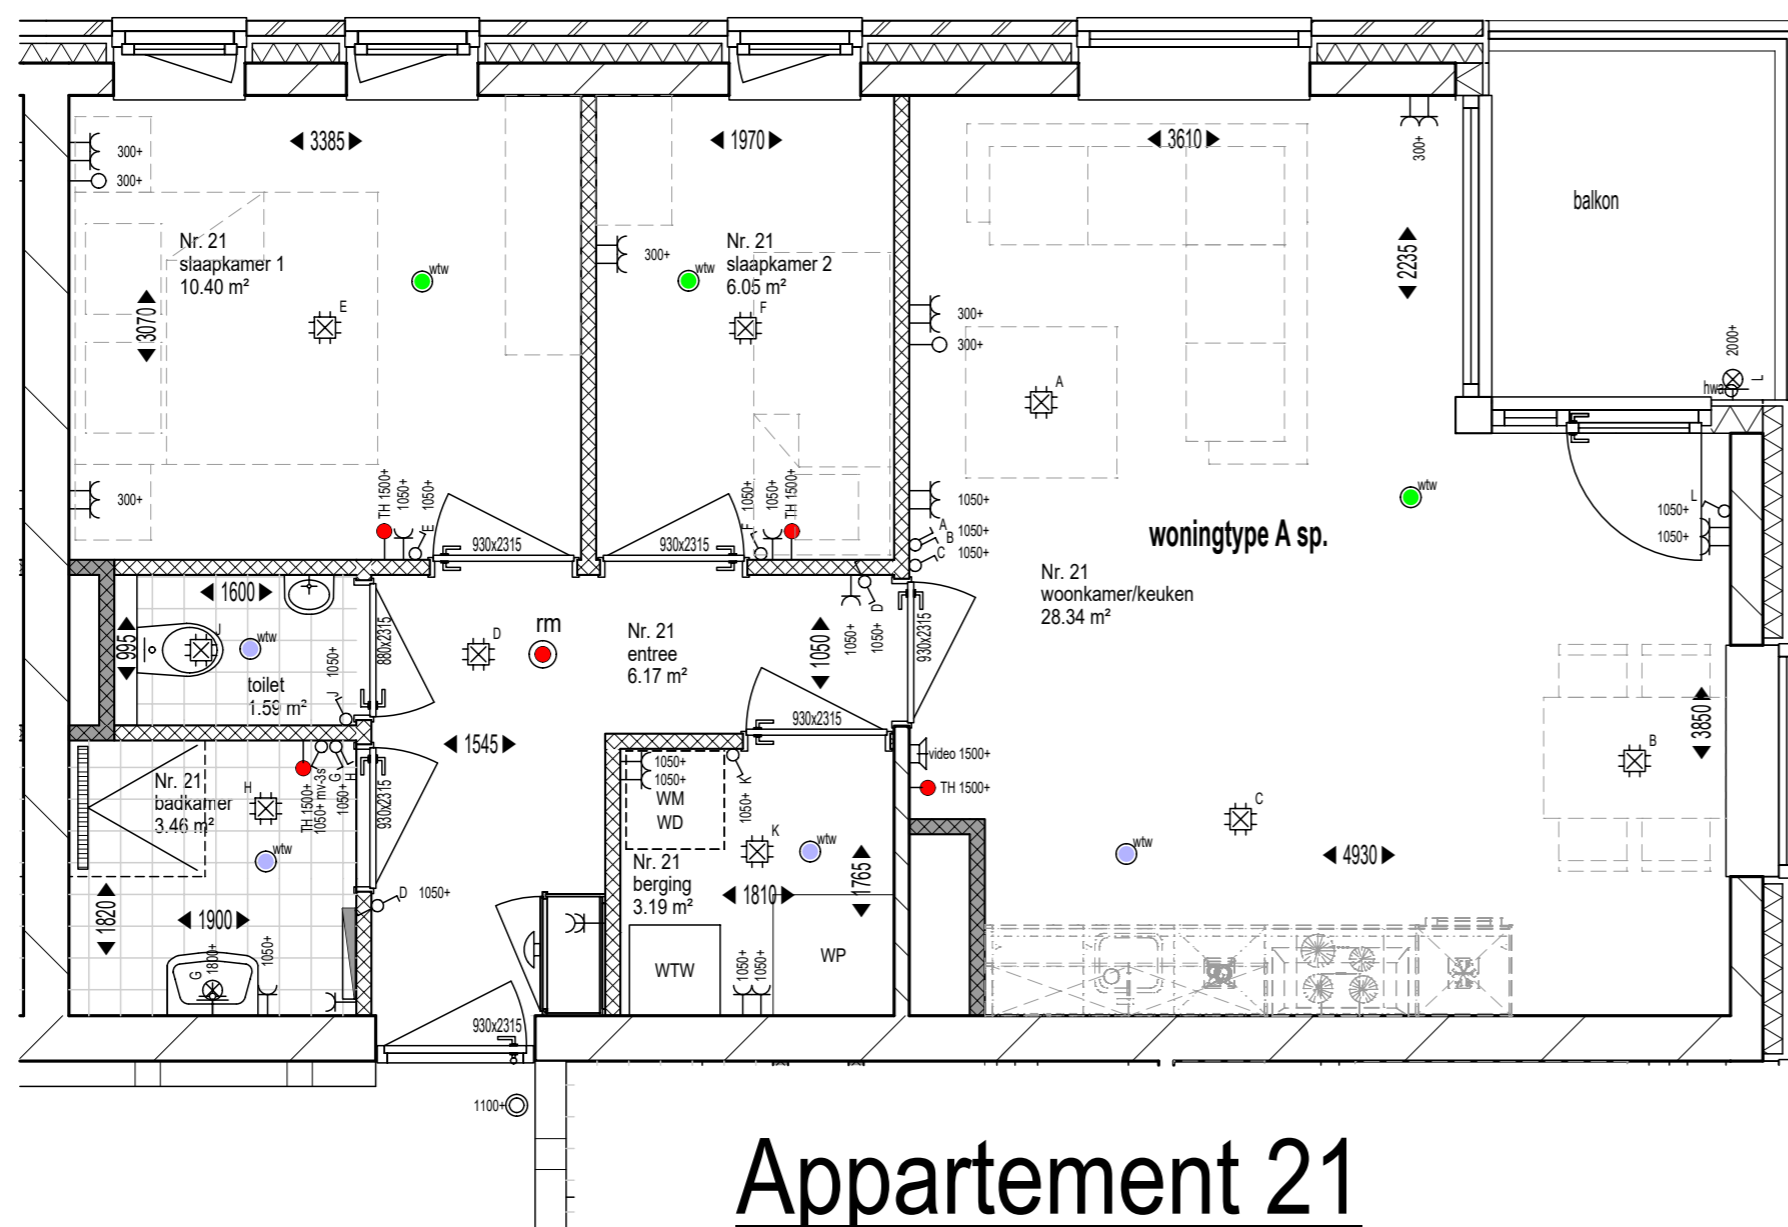 3385
1970
3610
300+
300+
300+
300+
balkon
Nr. 21
slaapkamer 1
10.40 m²
wtw
Nr. 21
slaapkamer 2
6.05 m²
wtw
300+
2235
3070
E
F
300+
300+
2000+
hwa
L
A
300+
TH 1500+
1050+
1050+
E
1050+
F
1050+
TH 1500+
1050+
A
B
1050+
C
1050+
wtw
L
1050+
1050+
woningtype A sp.
930x2315
930x2315
Nr. 21
woonkamer/keuken
28.34 m²
1600
995
J
wtw
toilet
1.59 m²
1050+
J
880x2315
D
rm
Nr. 21
entree
6.17 m²
1050
1050+
1050+
D
930x2315
930x2315
1545
3850
B
video 1500+
TH 1500+
Nr. 21
badkamer
3.46 m²
H
wtw
TH 1500+
1050+ mv-3s
G
1050+
H
930x2315
1050+
1050+
WM
WD
K
1050+
K
wtw
C
wtw
4930
Nr. 21
berging
3.19 m²
1810
1765
D 1050+
1820
1900
G
1800+
1050+
WTW
1050+
1050+
WP
930x2315
1100+
Appartement 21